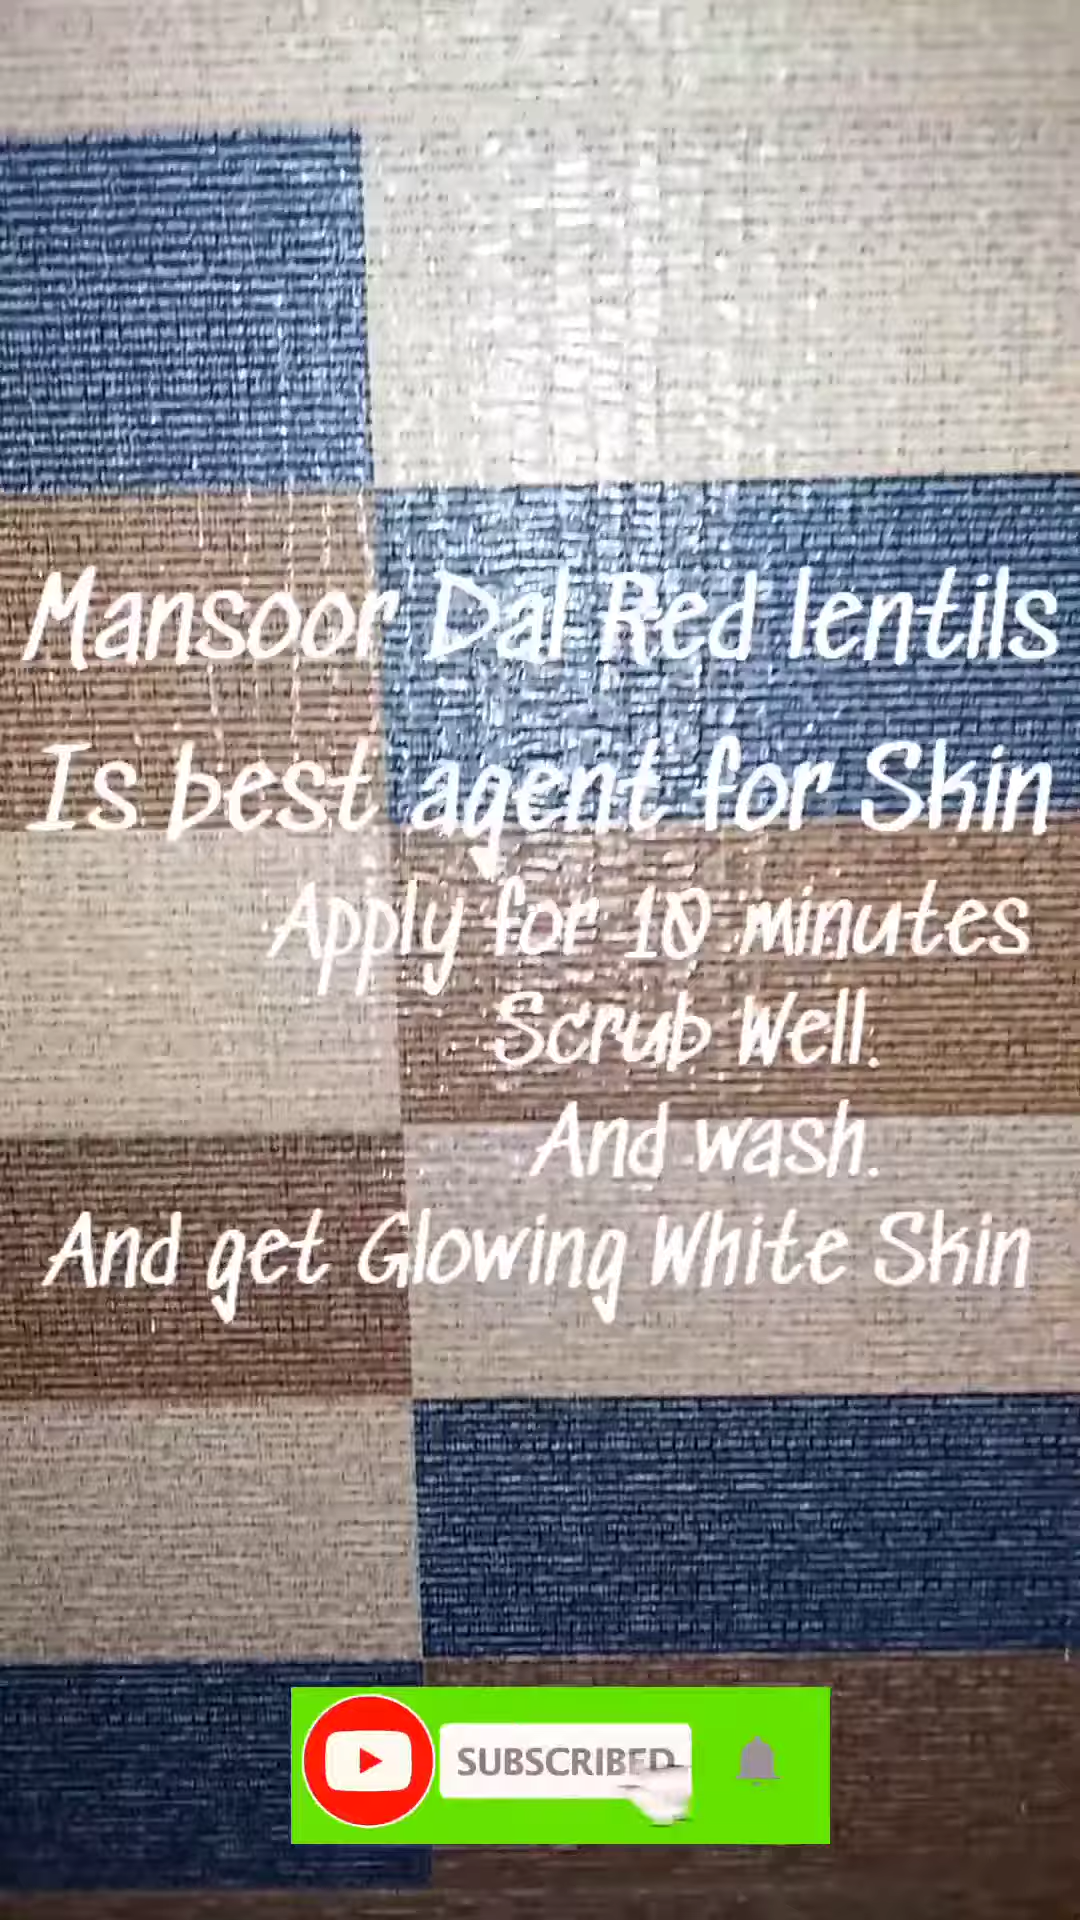 Mansoor Dal Red lentils
Is best agent for Skin
Apply for 10 minutes
Scrub Well.
And wash.
And get Glowing White Skin
SUBSCRIBED